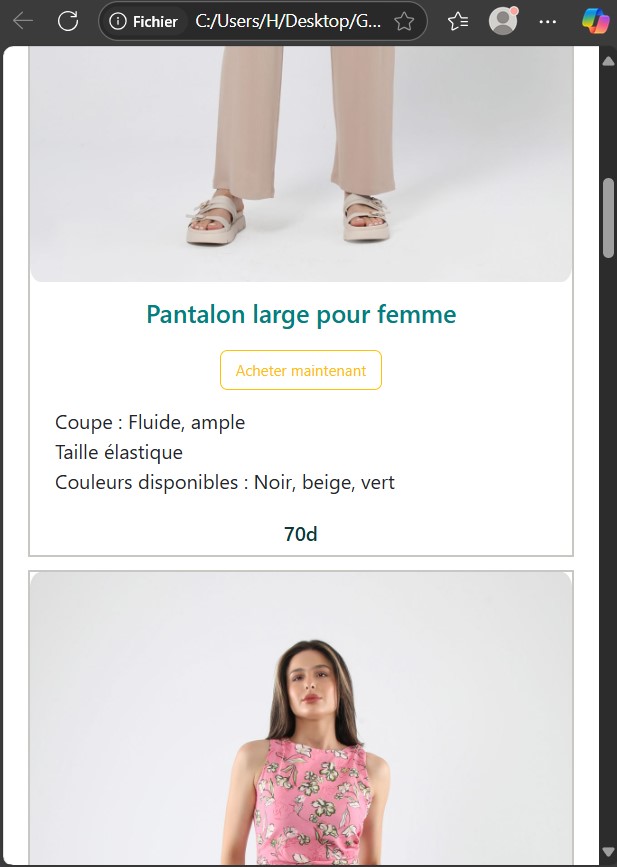 Fichier
C:/Users/H/Desktop/G...
Pantalon large pour femme
Acheter maintenant
Coupe : Fluide, ample
Taille élastique
Couleurs disponibles : Noir, beige, vert
70d